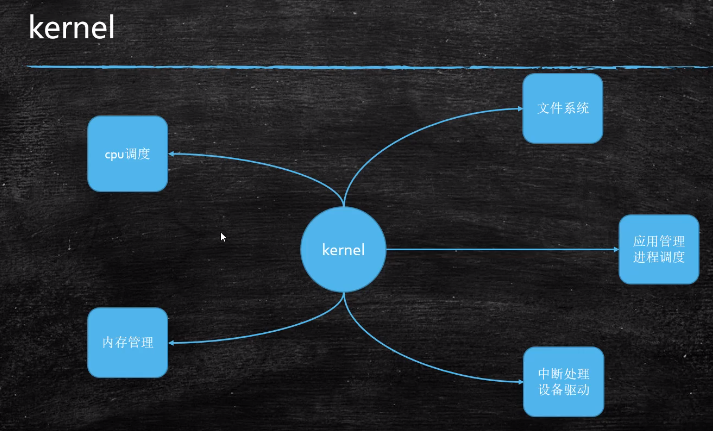 kernel
文件系统
cpu调度
kernel
应用管理
进程调度
内存管理
中断处理
设备驱动